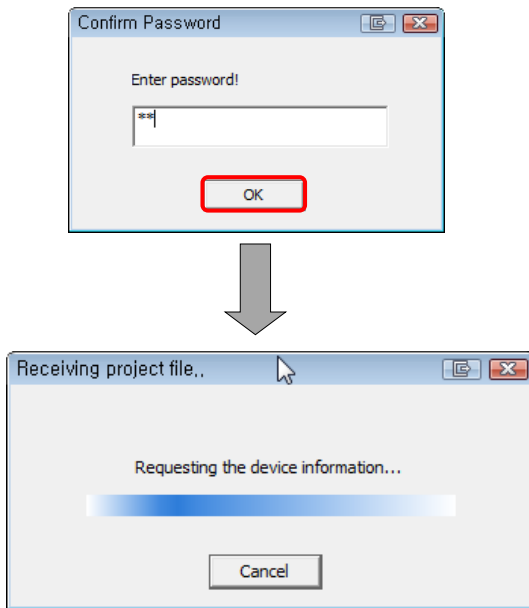 Confirm Password
Enter password!
**
OK
Receiving project file,,
Requesting the device information...
Cancel